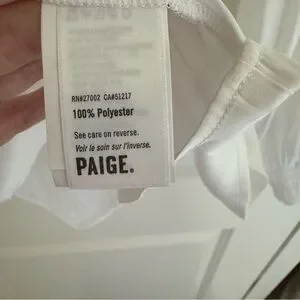 RN#27002 CA#51217
100% Polyester
See care on reverse.
Voir le soin sur l'inverse.
PAIGE.